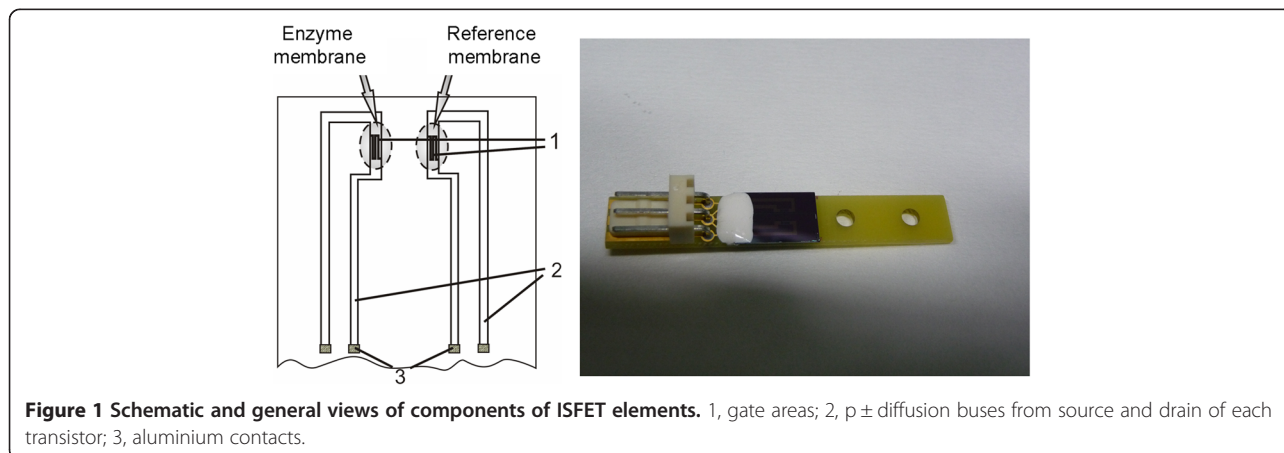 Enzyme
membrane
Reference
membrane
1
2
3
Figure 1 Schematic and general views of components of ISFET elements. 1, gate areas; 2, p ± diffusion buses from source and drain of each
transistor; 3, aluminium contacts.